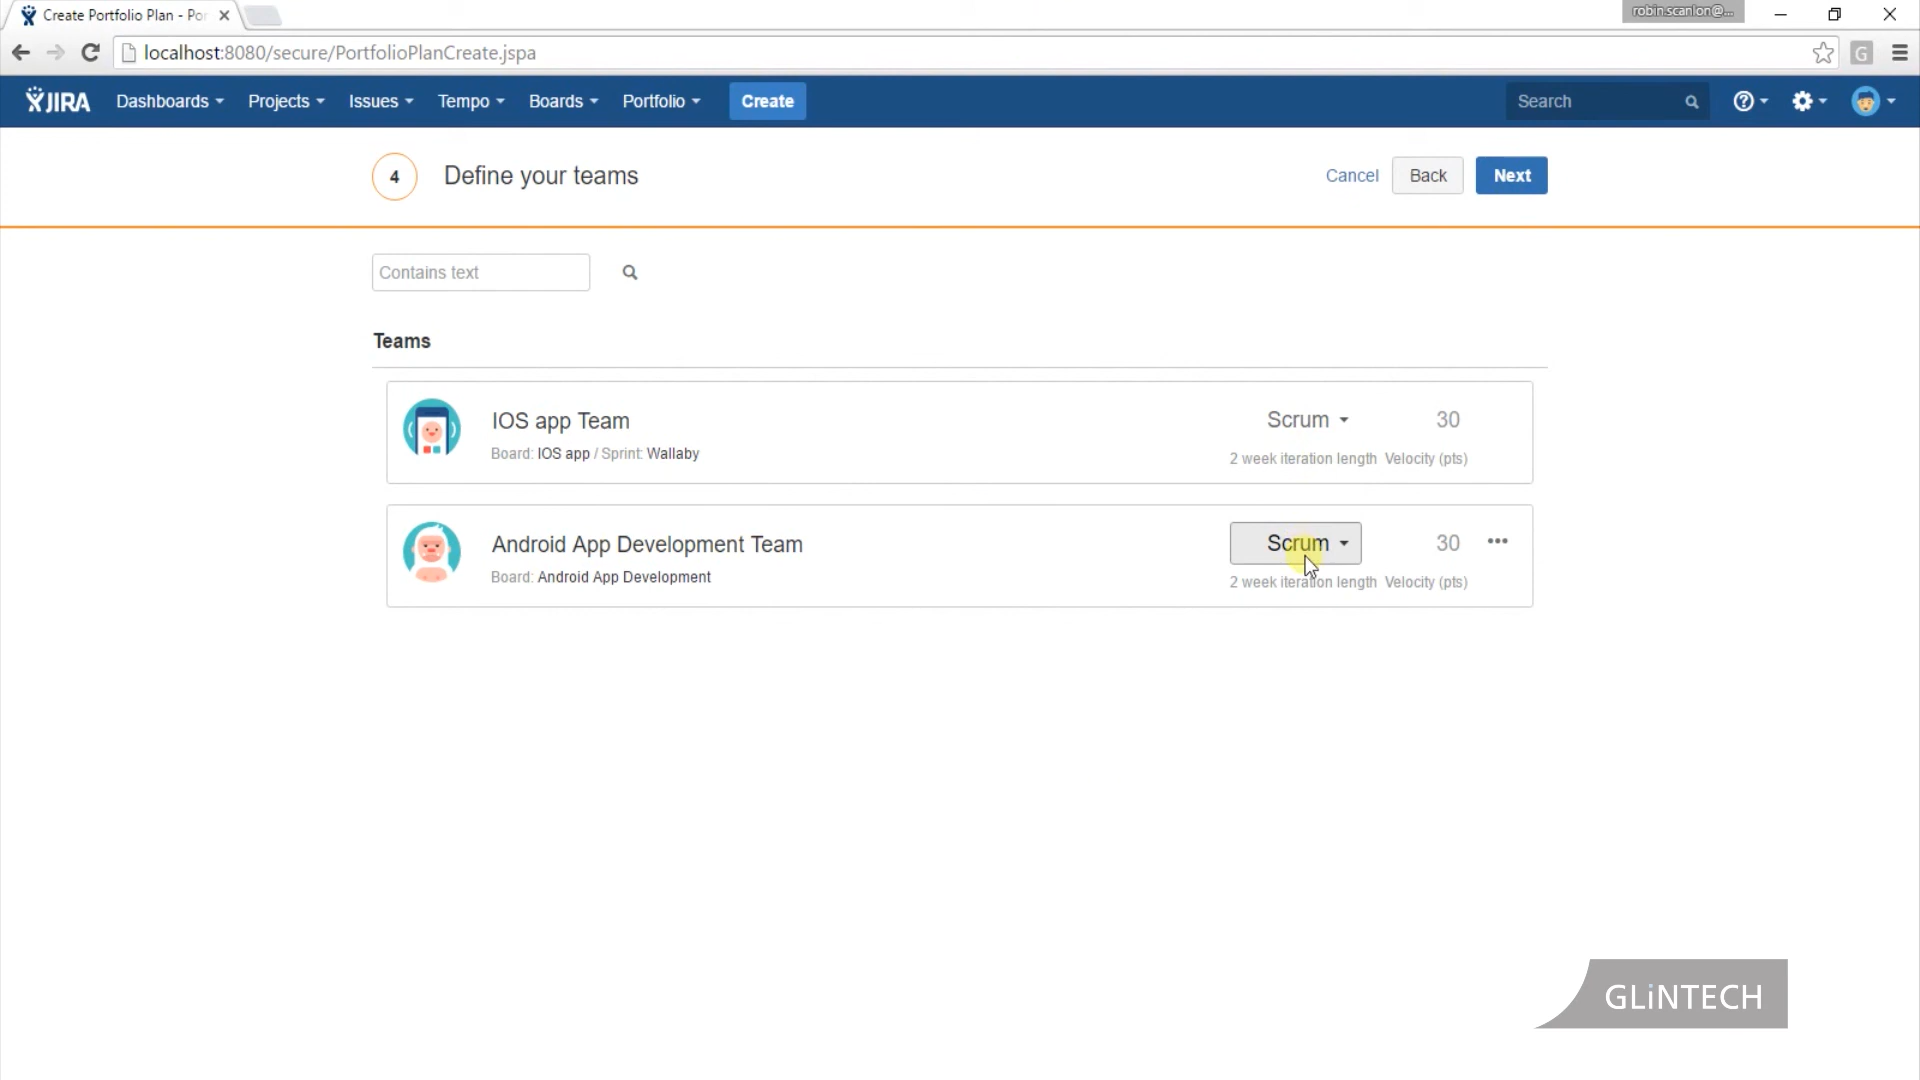 Create Portfolio Plan - Por
robin.scanlon@...
localhost:8080/secure/PortfolioPlanCreate.jspa
G
JIRA Dashboards Projects Issues Tempo Boards Portfolio Create Search
4 Define your teams Cancel Back Next
Contains text
Teams
IOS app Team Scrum 30
Board: IOS app / Sprint: Wallaby 2 week iteration length Velocity (pts)
Android App Development Team Scrum 30 •••
Board: Android App Development 2 week iteration length Velocity (pts)
GLiNTECH